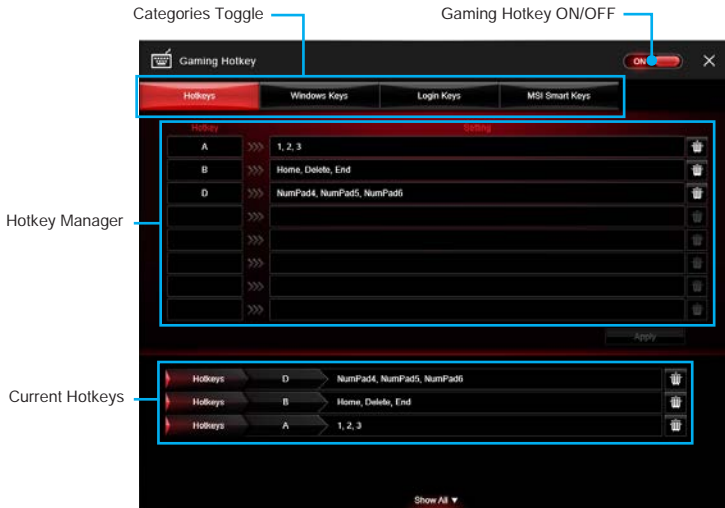 Categories Toggle Gaming Hotkey ON/OFF
Gaming Hotkey ON
Hotkeys Windows Keys Login Keys MSI Smart Keys
Hotkey Setting
A >>> 1, 2, 3
B >>> Home, Delete, End
D >>> NumPad4, NumPad5, NumPad6
Hotkey Manager >>>
>>>
>>>
>>>
>>>
Apply
Hotkeys D NumPad4, NumPad5, NumPad6
Current Hotkeys Hotkeys B Home, Delete, End
Hotkeys A 1, 2, 3
Show All ▼